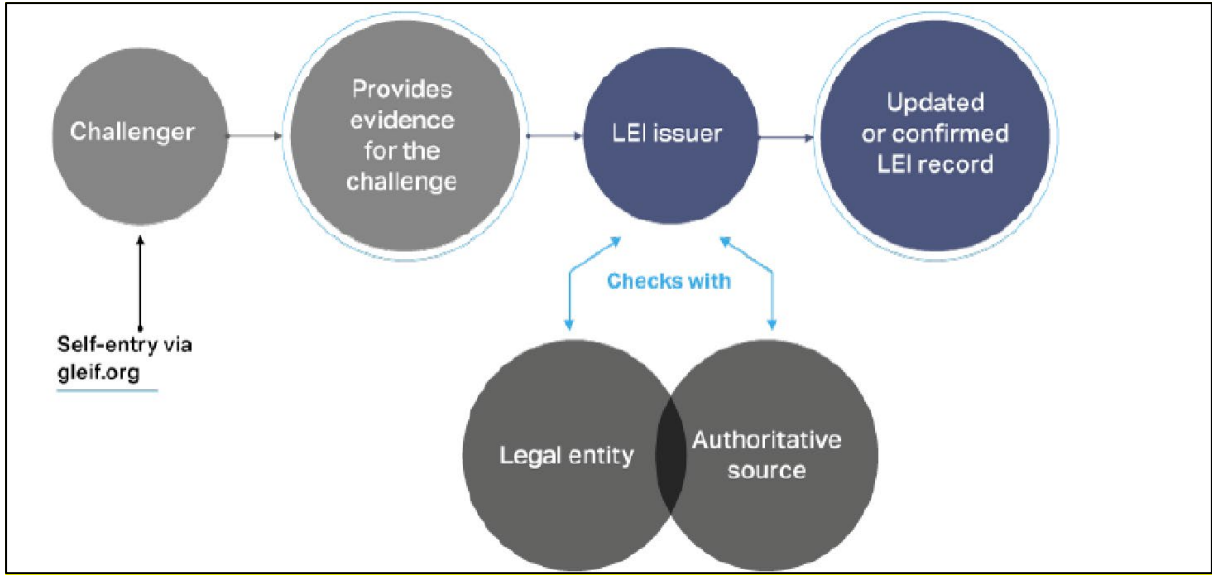 Challenger
Provides
evidence
for the
challenge
LEI issuer
Updated
or confirmed
LEI record
Checks with
Self-entry via
gleif.org
Legal entity
Authoritative
source